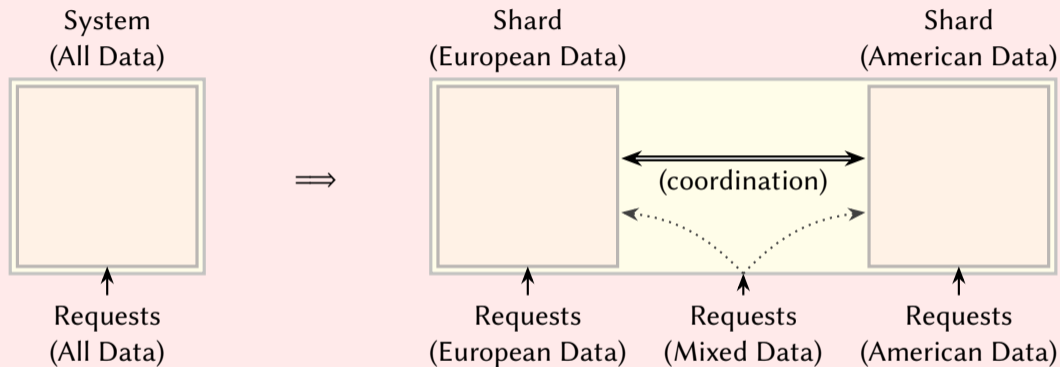 System
(All Data)
Shard
(European Data)
Shard
(American Data)
⟹
(coordination)
Requests
(All Data)
Requests
(European Data)
Requests
(Mixed Data)
Requests
(American Data)